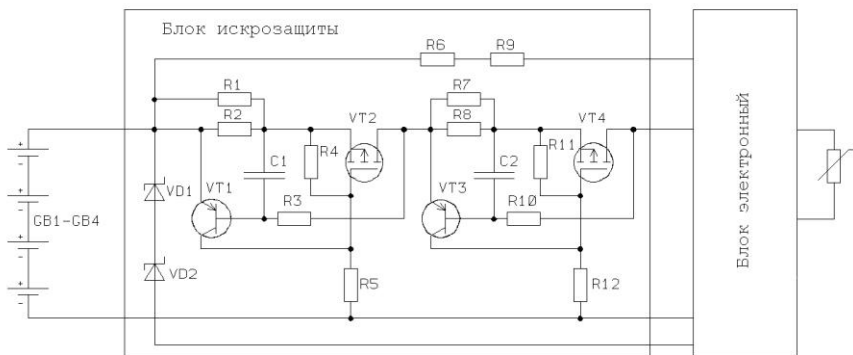 Блок искрозащиты
R6
R9
R1
R7
R2
VT2
R8
VT4
R4
R11
C1
C2
VT1
VT3
VD1
R3
R10
GB1-GB4
Блок электронный
VD2
R5
R12